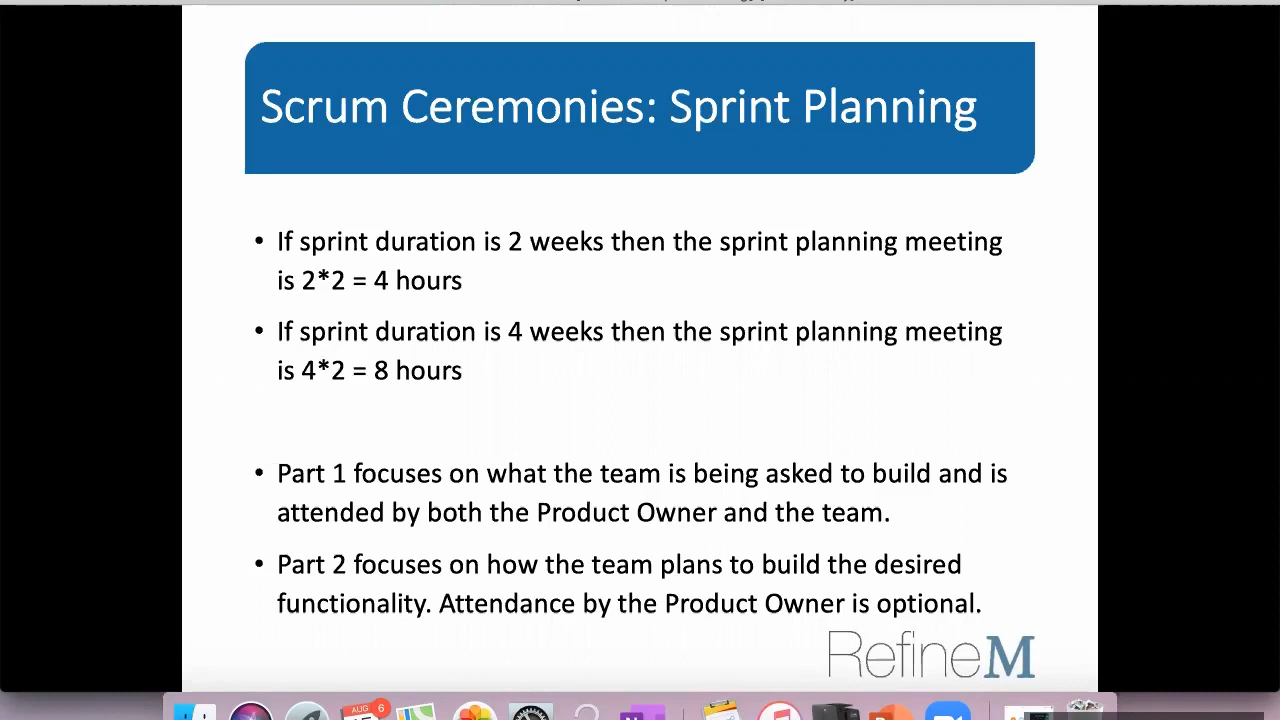 Scrum Ceremonies: Sprint Planning
• If sprint duration is 2 weeks then the sprint planning meeting
is 2*2 = 4 hours
• If sprint duration is 4 weeks then the sprint planning meeting
is 4*2 = 8 hours
• Part 1 focuses on what the team is being asked to build and is
attended by both the Product Owner and the team.
• Part 2 focuses on how the team plans to build the desired
functionality. Attendance by the Product Owner is optional.
RefineM
AUG 6